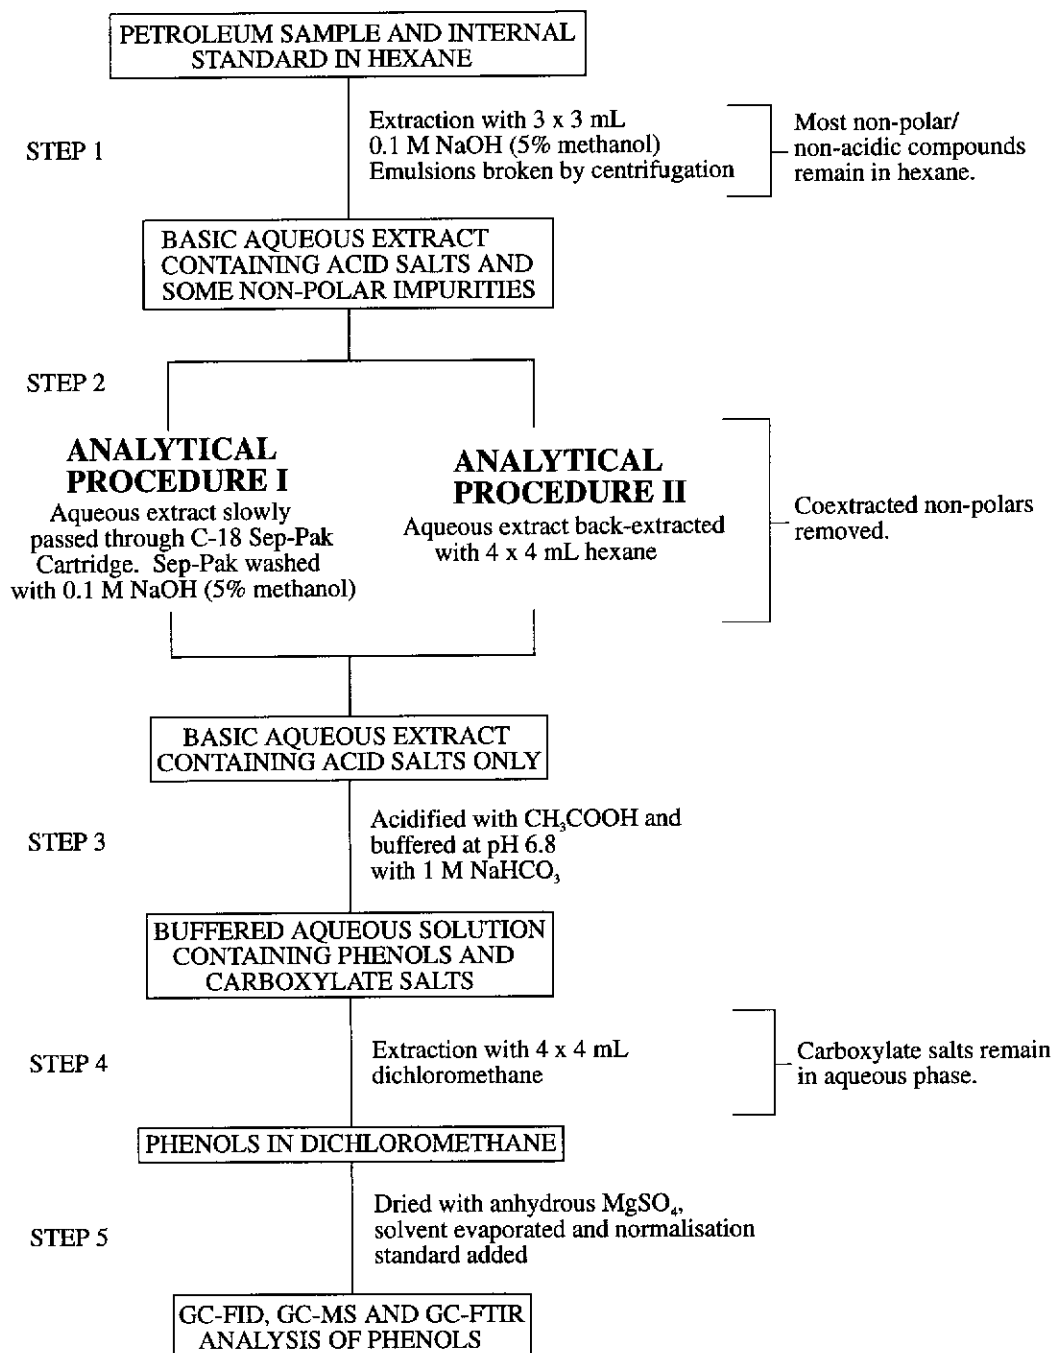 PETROLEUM SAMPLE AND INTERNAL
STANDARD IN HEXANE
STEP 1
Extraction with 3 x 3 mL
0.1 M NaOH (5% methanol)
Emulsions broken by centrifugation
Most non-polar/
non-acidic compounds
remain in hexane.
BASIC AQUEOUS EXTRACT
CONTAINING ACID SALTS AND
SOME NON-POLAR IMPURITIES
STEP 2
ANALYTICAL
PROCEDURE I
Aqueous extract slowly
passed through C-18 Sep-Pak
Cartridge. Sep-Pak washed
with 0.1 M NaOH (5% methanol)
ANALYTICAL
PROCEDURE II
Aqueous extract back-extracted
with 4 x 4 mL hexane
Coextracted non-polars
removed.
BASIC AQUEOUS EXTRACT
CONTAINING ACID SALTS ONLY
STEP 3
Acidified with CH₃COOH and
buffered at pH 6.8
with 1 M NaHCO₃
BUFFERED AQUEOUS SOLUTION
CONTAINING PHENOLS AND
CARBOXYLATE SALTS
STEP 4
Extraction with 4 x 4 mL
dichloromethane
Carboxylate salts remain
in aqueous phase.
PHENOLS IN DICHLOROMETHANE
STEP 5
Dried with anhydrous MgSO₄,
solvent evaporated and normalisation
standard added
GC-FID, GC-MS AND GC-FTIR
ANALYSIS OF PHENOLS